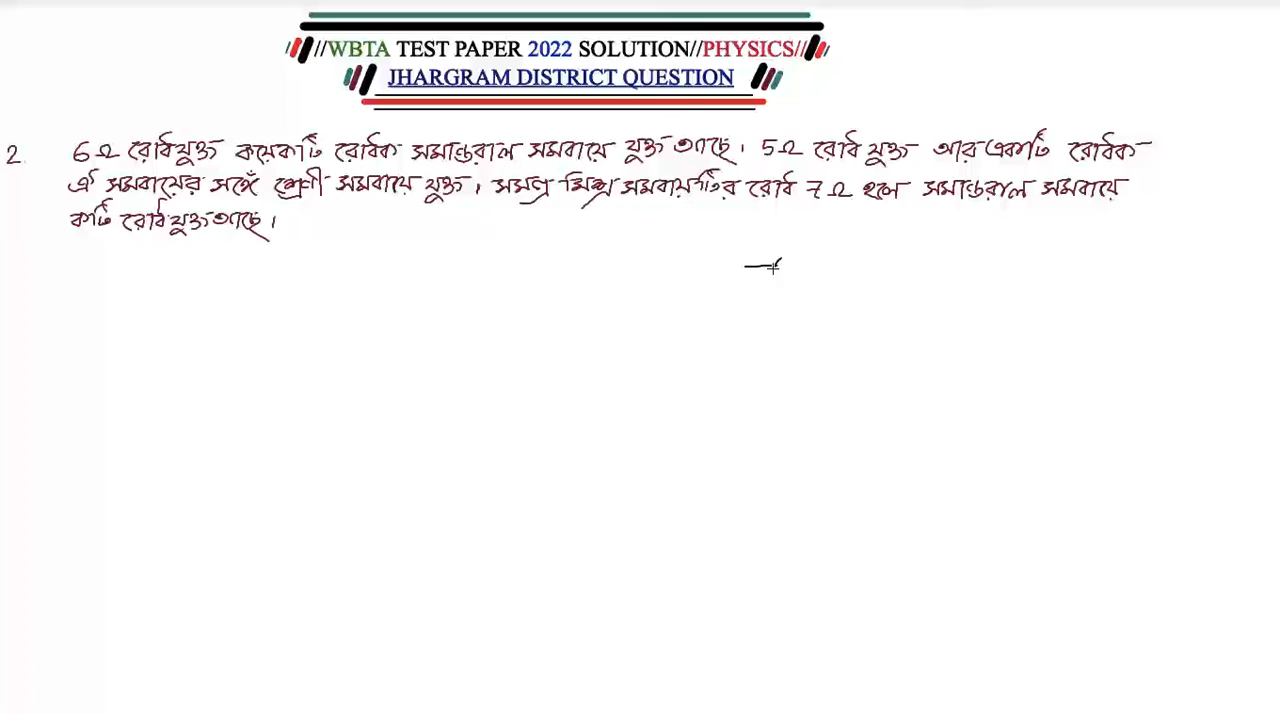 //WBTA TEST PAPER 2022 SOLUTION//PHYSICS//
JHARGRAM DISTRICT QUESTION
2. 6Ω রোধযুক্ত কয়েকটি রোধক সমান্তরাল সমবায়ে যুক্ত আছে। 5Ω রোধ যুক্ত আর একটি রোধক
ঐ সমবায়ের সঙ্গে শ্রেণী সমবায়ে যুক্ত। সমগ্র মিশ্র সমবায়টির রোধ 7Ω হলে সমান্তরাল সমবায়ে
কটি রোধ যুক্ত আছে।